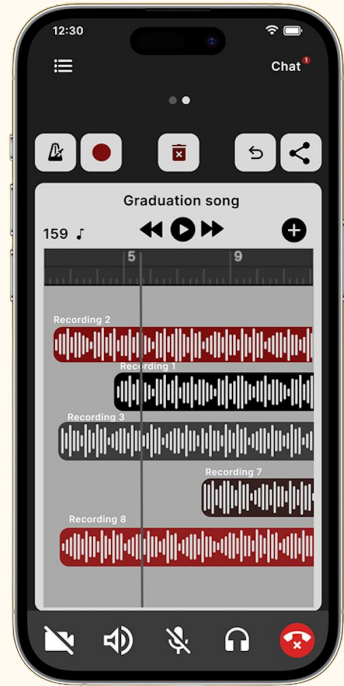 12:30
Chat 1
Graduation song
159
5 9
Recording 2
Recording 1
Recording 3
Recording 7
Recording 8